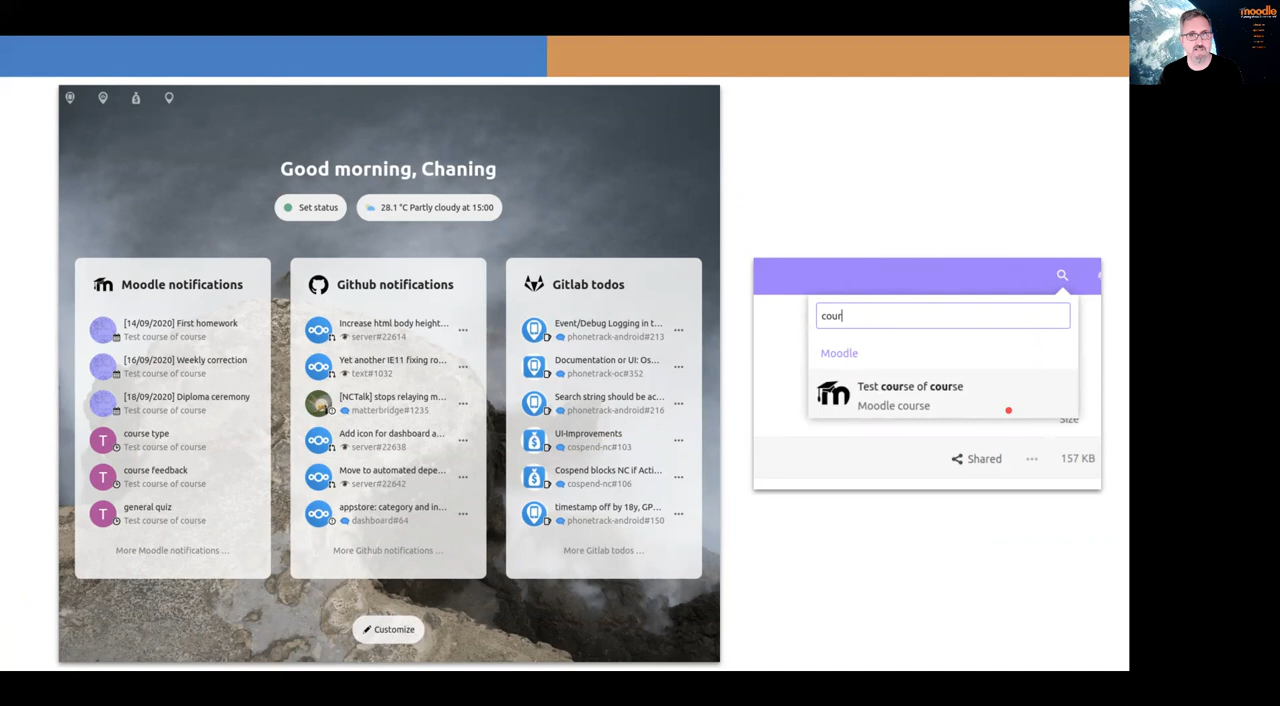 moodle
Good morning, Chaning
Set status
28.1 °C Partly cloudy at 15:00
Moodle notifications
[14/09/2020] First homework
Test course of course
[16/09/2020] Weekly correction
Test course of course
[18/09/2020] Diploma ceremony
Test course of course
T
course type
Test course of course
T
course feedback
Test course of course
T
general quiz
Test course of course
More Moodle notifications ...
Github notifications
Increase html body height...
server#22614
Yet another IE11 fixing ro...
text#1032
[NCTalk] stops relaying m...
matterbridge#1235
Add icon for dashboard a...
server#22638
Move to automated depe...
server#22642
appstore: category and in...
dashboard#64
More Github notifications ...
Gitlab todos
Event/Debug Logging in t...
phonetrack-android#213
Documentation or UI: Os...
phonetrack-oc#352
Search string should be ac...
phonetrack-android#216
UI-Improvements
cospend-nc#103
Cospend blocks NC if Acti...
cospend-nc#106
timestamp off by 18y, GP...
phonetrack-android#150
More Gitlab todos ...
Customize
cour
Moodle
Test course of course
Moodle course
Size
Shared
157 KB